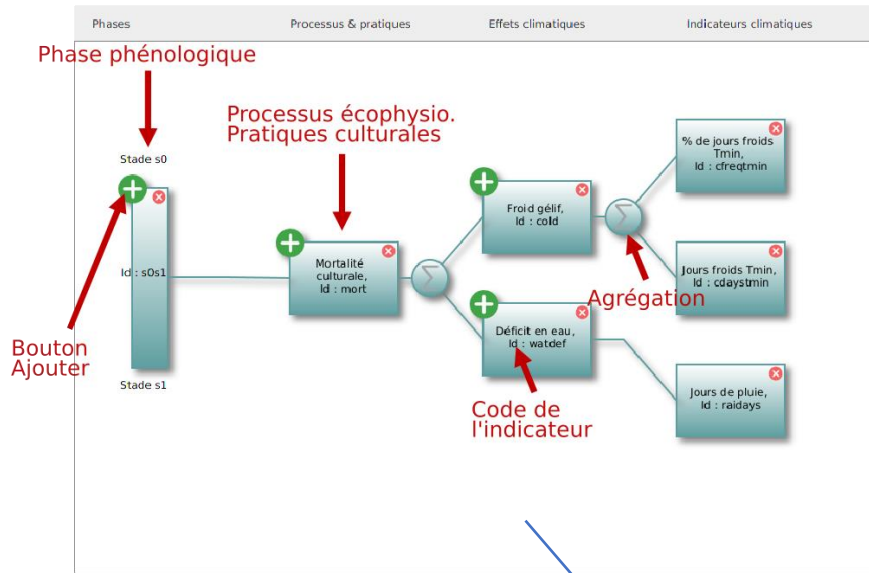 Phases
Processus & pratiques
Effets climatiques
Indicateurs climatiques
Phase phénologique
Processus écophysio.
Pratiques culturales
Stade s0
Id : s0s1
Stade s1
Bouton
Ajouter
Mortalité
culturale,
Id : mort
Σ
Froid gélif,
Id : cold
Σ
Agrégation
Déficit en eau,
Id : watdef
Code de
l'indicateur
% de jours froids
Tmin,
Id : cfreqtmin
Jours froids Tmin,
Id : cdaystmin
Jours de pluie,
Id : raidays